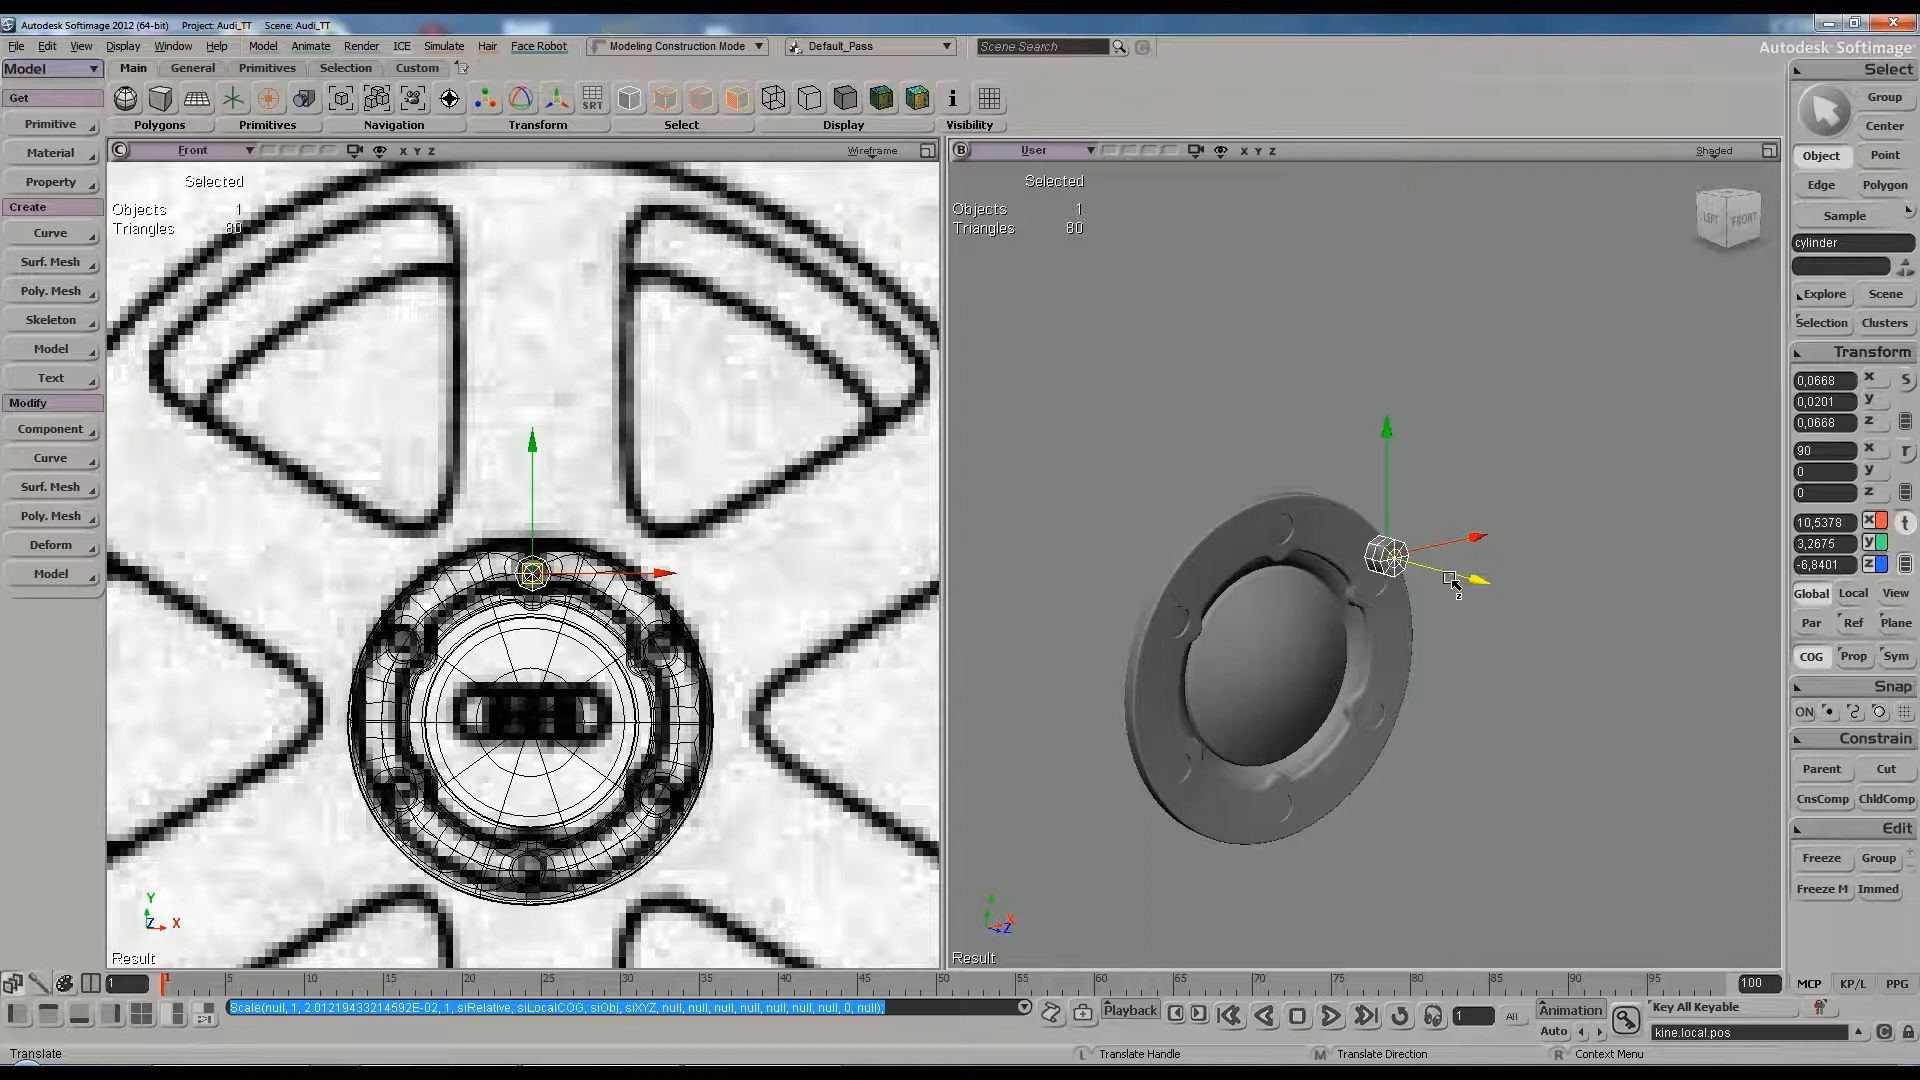 Autodesk Softimage 2012 (64-bit) Project: Audi_TT Scene: Audi_TT
File Edit View Display Window Help Model Animate Render ICE Simulate Hair Face Robot Modeling Construction Mode Default_Pass Scene Search Autodesk Softimage
Model Main General Primitives Selection Custom Select
Get
Primitive
Material
Property
Create
Curve
Surf. Mesh
Poly. Mesh
Skeleton
Model
Text
Modify
Component
Curve
Surf. Mesh
Poly. Mesh
Deform
Model
SRT
Polygons Primitives Navigation Transform Select Display Visibility
C Front X Y Z Wireframe
Selected
Objects 1
Triangles 80
Y
Z X
Result
B User X Y Z Shaded
Selected
Objects 1
Triangles 80
LEFT FRONT
z
X
Z
Result
Group
Center
Object Point
Edge Polygon
Sample
cylinder
Explore Scene
Selection Clusters
Transform
0,0668 x s
0,0201 y
0,0668 z
90 x r
0 y
0 z
10,5378 x t
3,2675 y
-6,8401 z
Global Local View
Par Ref Plane
COG Prop Sym
Snap
ON
Constrain
Parent Cut
CnsComp ChldComp
Edit
Freeze Group
Freeze M Immed
1 1 5 10 15 20 25 30 35 40 45 50 55 60 65 70 75 80 85 90 95 100 MCP KP/L PPG
Scale(null, 1, 2.01219433214592E-02, 1, siRelative, siLocalCOG, siObj, siXYZ, null, null, null, null, null, null, null, 0, null);
Playback 1 All Animation Key All Keyable
Auto kine.local.pos
Translate L Translate Handle M Translate Direction R Context Menu